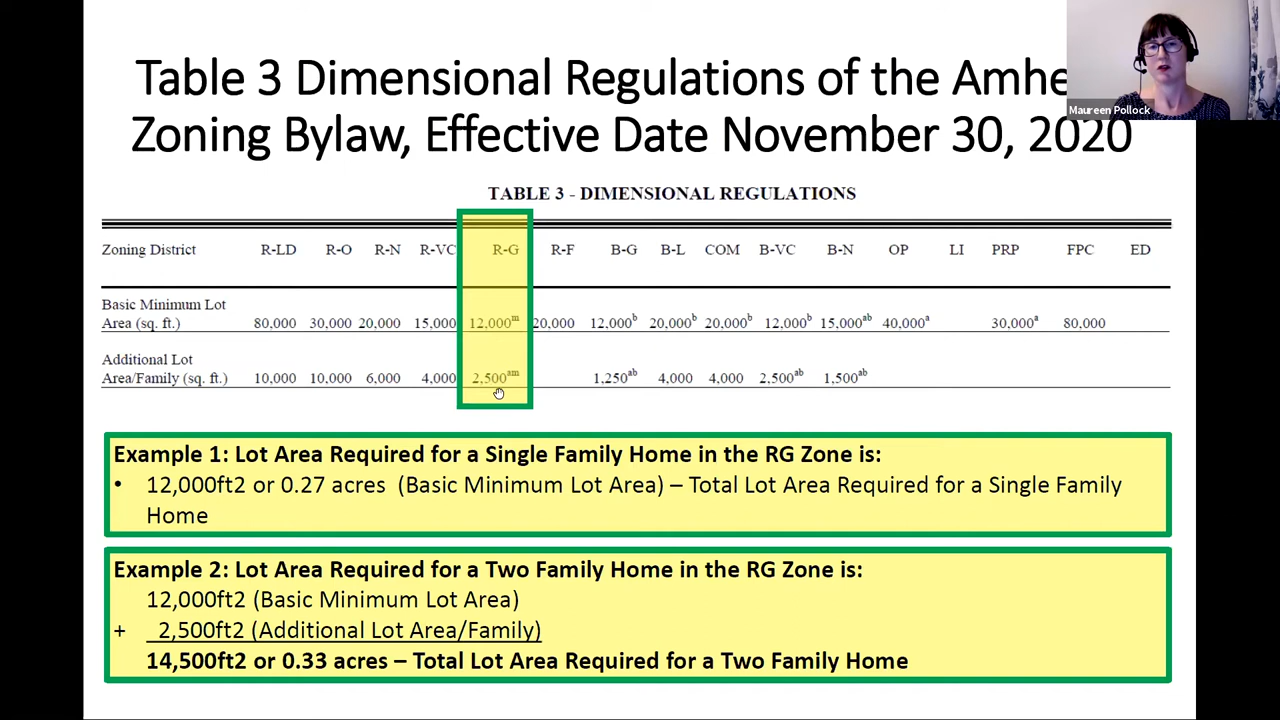 Table 3 Dimensional Regulations of the Amhe
Zoning Bylaw, Effective Date November 30, 2020
Maureen Pollock
TABLE 3 - DIMENSIONAL REGULATIONS
Zoning District R-LD R-O R-N R-VC R-G R-F B-G B-L COM B-VC B-N OP LI PRP FPC ED
Basic Minimum Lot
Area (sq. ft.) 80,000 30,000 20,000 15,000 12,000m 20,000 12,000b 20,000b 20,000b 12,000b 15,000ab 40,000a 30,000a 80,000
Additional Lot
Area/Family (sq. ft.) 10,000 10,000 6,000 4,000 2,500am 1,250ab 4,000 4,000 2,500ab 1,500ab
Example 1: Lot Area Required for a Single Family Home in the RG Zone is:
• 12,000ft2 or 0.27 acres (Basic Minimum Lot Area) – Total Lot Area Required for a Single Family
Home
Example 2: Lot Area Required for a Two Family Home in the RG Zone is:
12,000ft2 (Basic Minimum Lot Area)
+ 2,500ft2 (Additional Lot Area/Family)
14,500ft2 or 0.33 acres – Total Lot Area Required for a Two Family Home